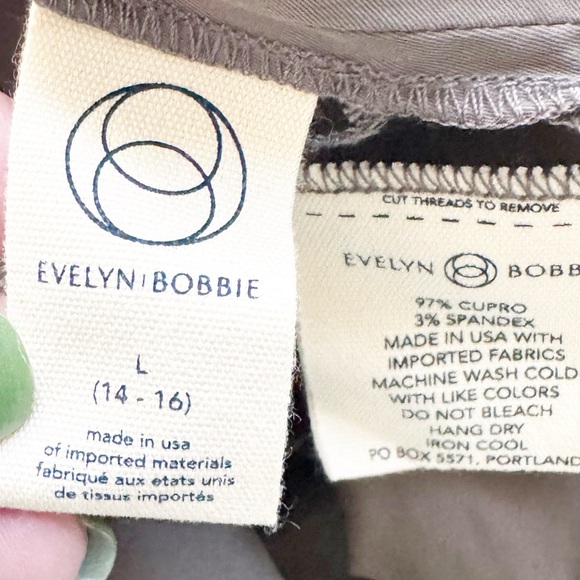 EVELYN|BOBBIE
L
(14 - 16)
made in usa
of imported materials
fabriqué aux etats unis
de tissus importés
CUT THREADS TO REMOVE
EVELYN BOBB
97% CUPRO
3% SPANDEX
MADE IN USA WITH
IMPORTED FABRICS
MACHINE WASH COLD
WITH LIKE COLORS
DO NOT BLEACH
HANG DRY
IRON COOL
PO BOX 5571, PORTLAND